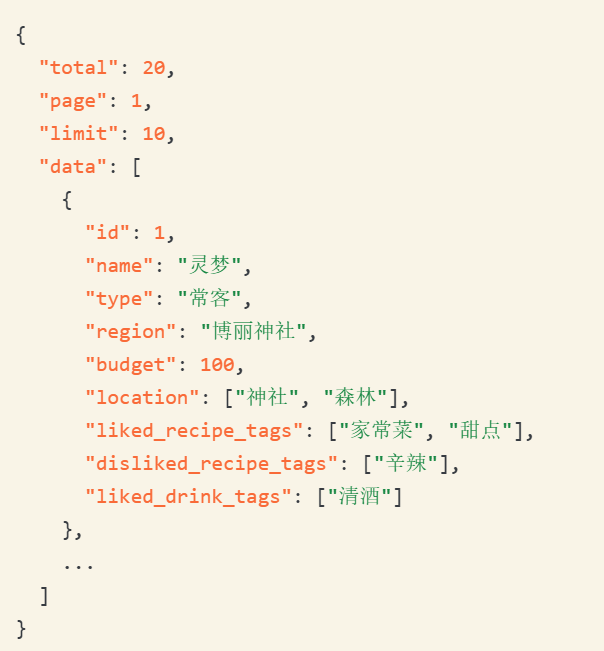 {
  "total": 20,
  "page": 1,
  "limit": 10,
  "data": [
    {
      "id": 1,
      "name": "灵梦",
      "type": "常客",
      "region": "博丽神社",
      "budget": 100,
      "location": ["神社", "森林"],
      "liked_recipe_tags": ["家常菜", "甜点"],
      "disliked_recipe_tags": ["辛辣"],
      "liked_drink_tags": ["清酒"]
    },
    ...
  ]
}